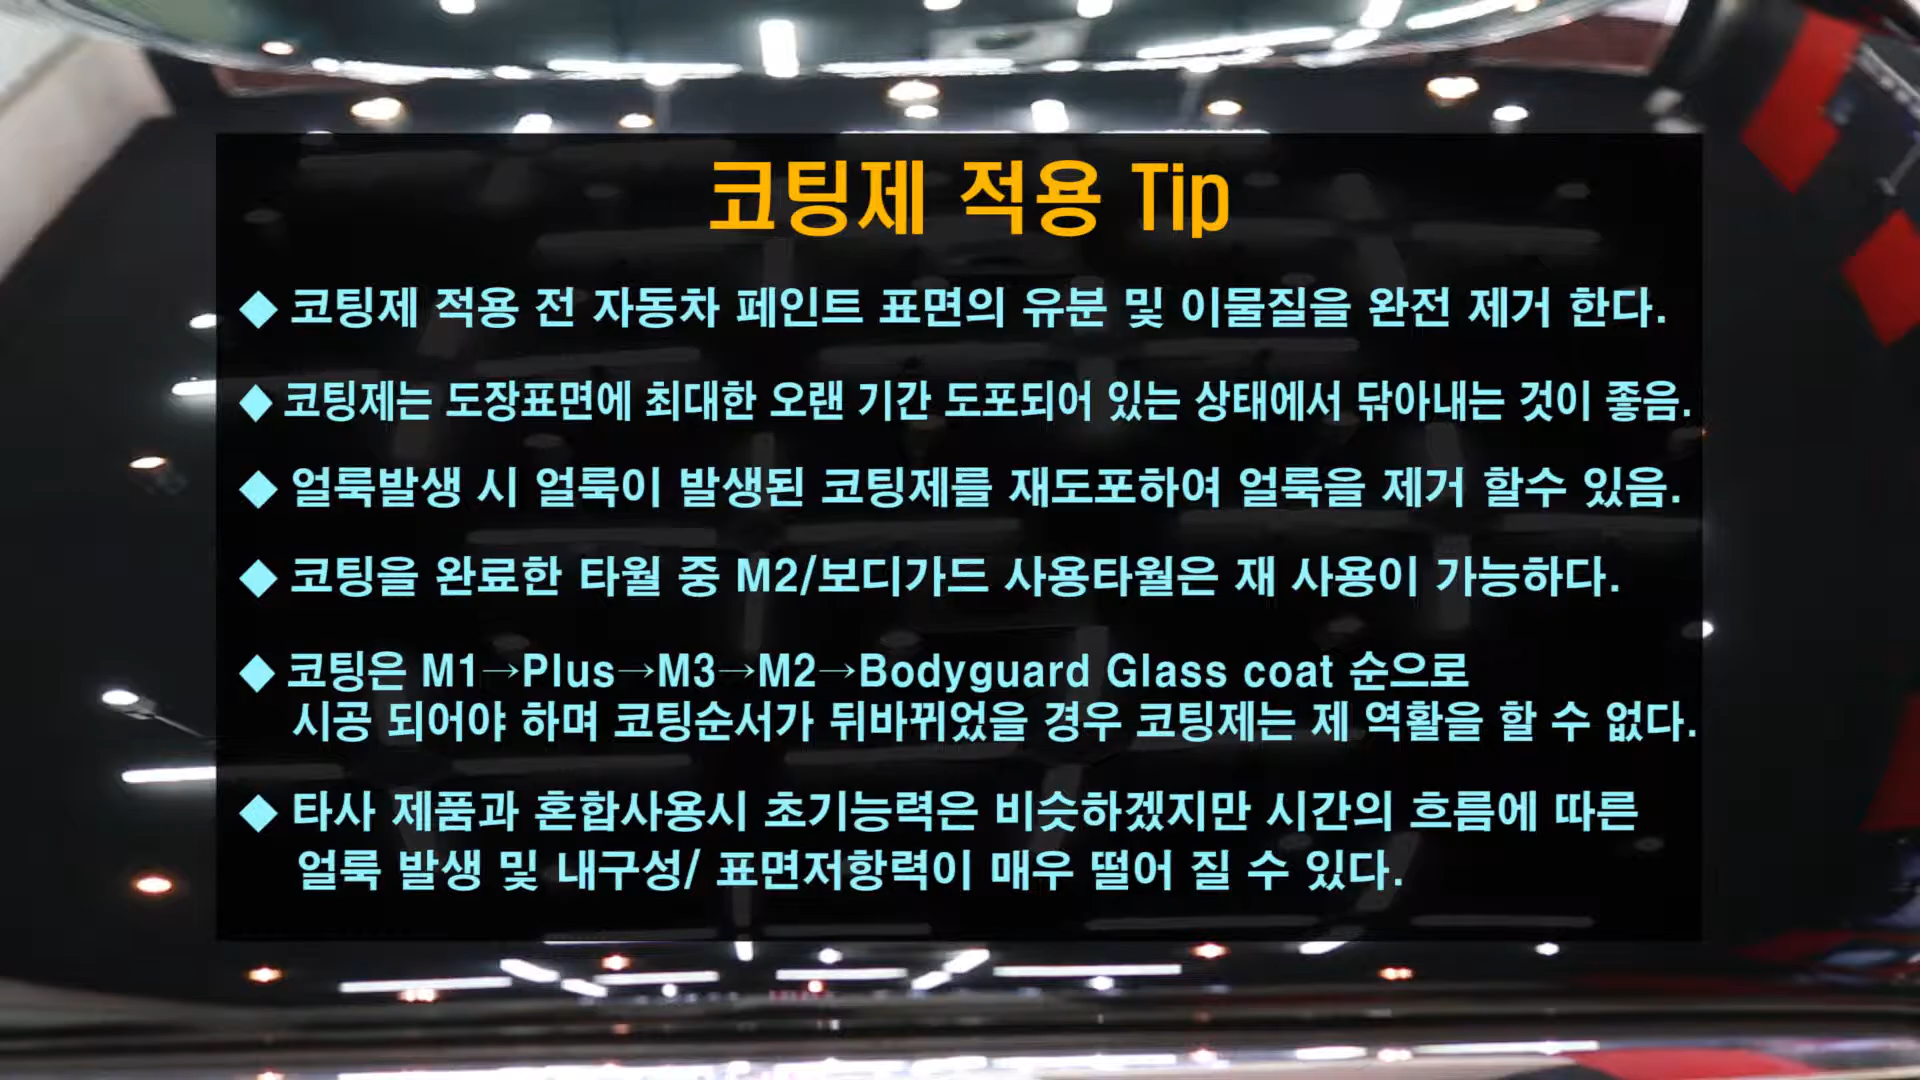 코팅제 적용 Tip
◆ 코팅제 적용 전 자동차 페인트 표면의 유분 및 이물질을 완전 제거 한다.
◆ 코팅제는 도장표면에 최대한 오랜 기간 도포되어 있는 상태에서 닦아내는 것이 좋음.
◆ 얼룩발생 시 얼룩이 발생된 코팅제를 재도포하여 얼룩을 제거 할수 있음.
◆ 코팅을 완료한 타월 중 M2/보디가드 사용타월은 재 사용이 가능하다.
◆ 코팅은 M1→Plus→M3→M2→Bodyguard Glass coat 순으로
시공 되어야 하며 코팅순서가 뒤바뀌었을 경우 코팅제는 제 역활을 할 수 없다.
◆ 타사 제품과 혼합사용시 초기능력은 비슷하겠지만 시간의 흐름에 따른
얼룩 발생 및 내구성/ 표면저항력이 매우 떨어 질 수 있다.